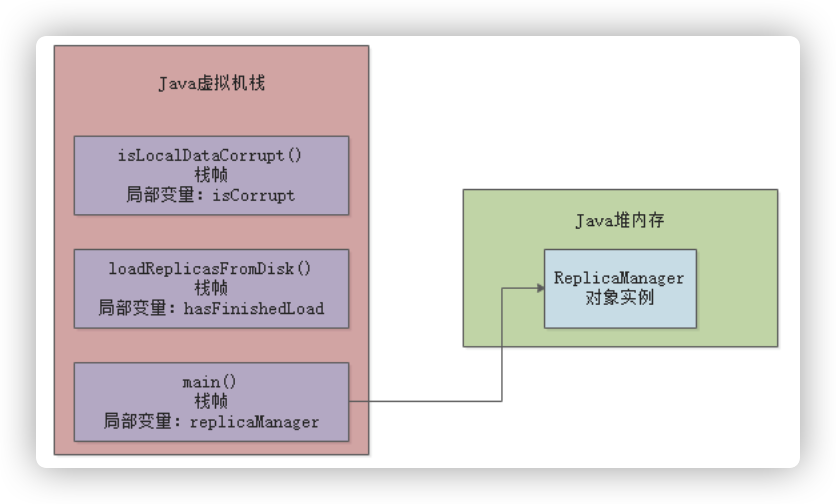 Java虚拟机栈
isLocalDataCorrupt()
栈帧
局部变量：isCorrupt
loadReplicasFromDisk()
栈帧
局部变量：hasFinishedLoad
main()
栈帧
局部变量：replicaManager
Java堆内存
ReplicaManager
对象实例